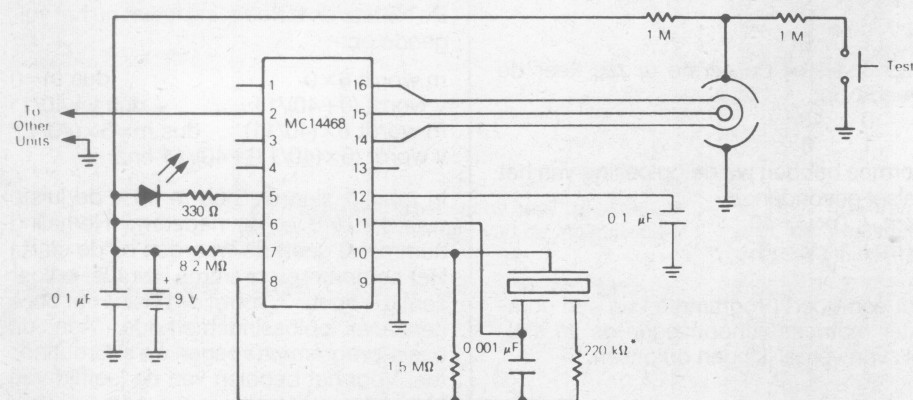 1 M
1 M
Test
1
16
2
MC14468
15
3
14
4
13
5
12
6
11
7
10
8
9
To
Other
Units
330 Ω
8 2 MΩ
0 1 µF
+
9 V
0 1 µF
1.5 MΩ*
0 001 µF
220 kΩ*